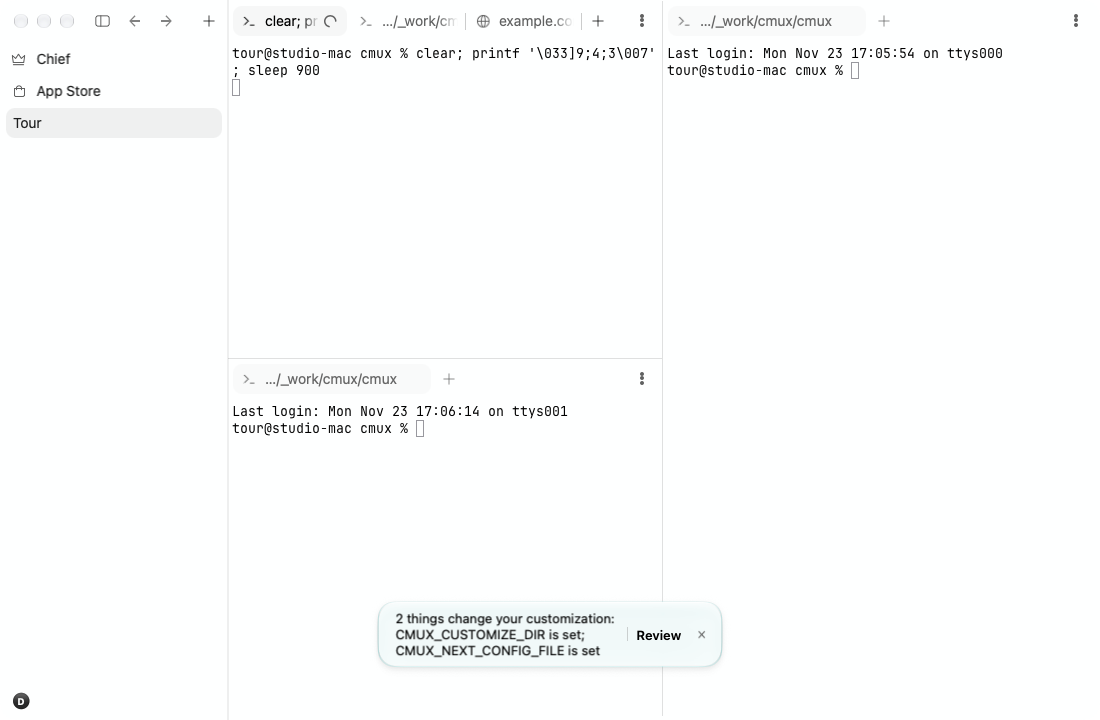 Chief
App Store
Tour
clear; pr
.../_work/cm
example.co
tour@studio-mac cmux % clear; printf '\033]9;4;3\007'
; sleep 900
.../_work/cmux/cmux
Last login: Mon Nov 23 17:06:14 on ttys001
tour@studio-mac cmux %
.../_work/cmux/cmux
Last login: Mon Nov 23 17:05:54 on ttys000
tour@studio-mac cmux %
2 things change your customization:
CMUX_CUSTOMIZE_DIR is set;
CMUX_NEXT_CONFIG_FILE is set
Review
D